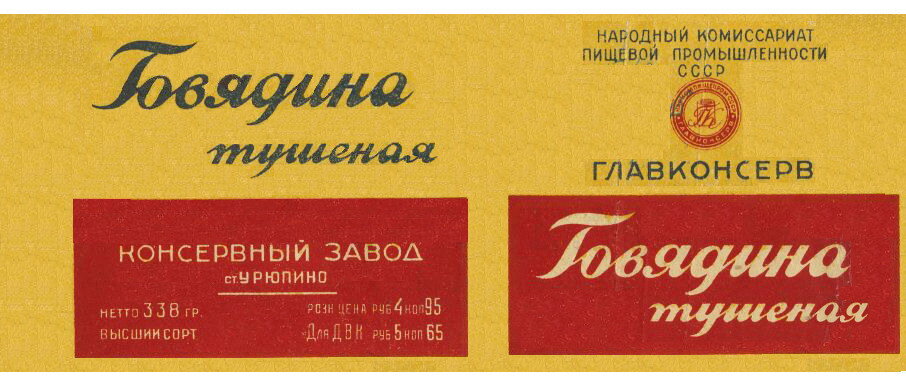 Говядина
тушеная
КОНСЕРВНЫЙ ЗАВОД
СТ. УРЮПИНО
НЕТТО 338 ГР.
ВЫСШИЙ СОРТ
РОЗН ЦЕНА РУБ 4 КОП 95
Для ДВК РУБ 5 КОП 65
НАРОДНЫЙ КОМИССАРИАТ
ПИЩЕВОЙ ПРОМЫШЛЕННОСТИ
СССР
ГЛАВКОНСЕРВ
ГЛАВКОНСЕРВ
Говядина
тушеная